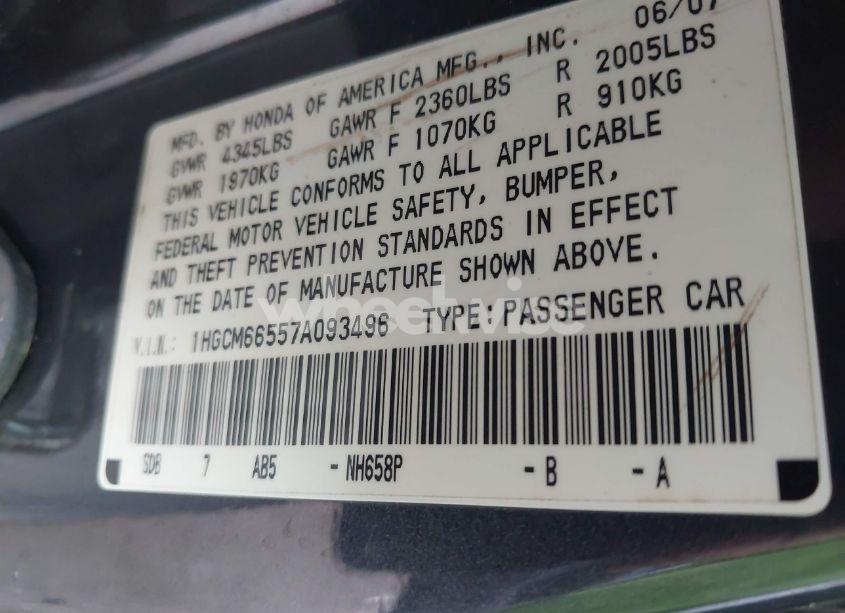 MFD. BY HONDA OF AMERICA MFG., INC. 06/07
GVWR 4345LBS GAWR F 2360LBS R 2005LBS
GVWR 1970KG GAWR F 1070KG R 910KG
THIS VEHICLE CONFORMS TO ALL APPLICABLE
FEDERAL MOTOR VEHICLE SAFETY, BUMPER,
AND THEFT PREVENTION STANDARDS IN EFFECT
ON THE DATE OF MANUFACTURE SHOWN ABOVE.
V.I.N.: 1HGCM66557A093496 TYPE:PASSENGER CAR
SDB 7 AB5 -NH658P -B -A